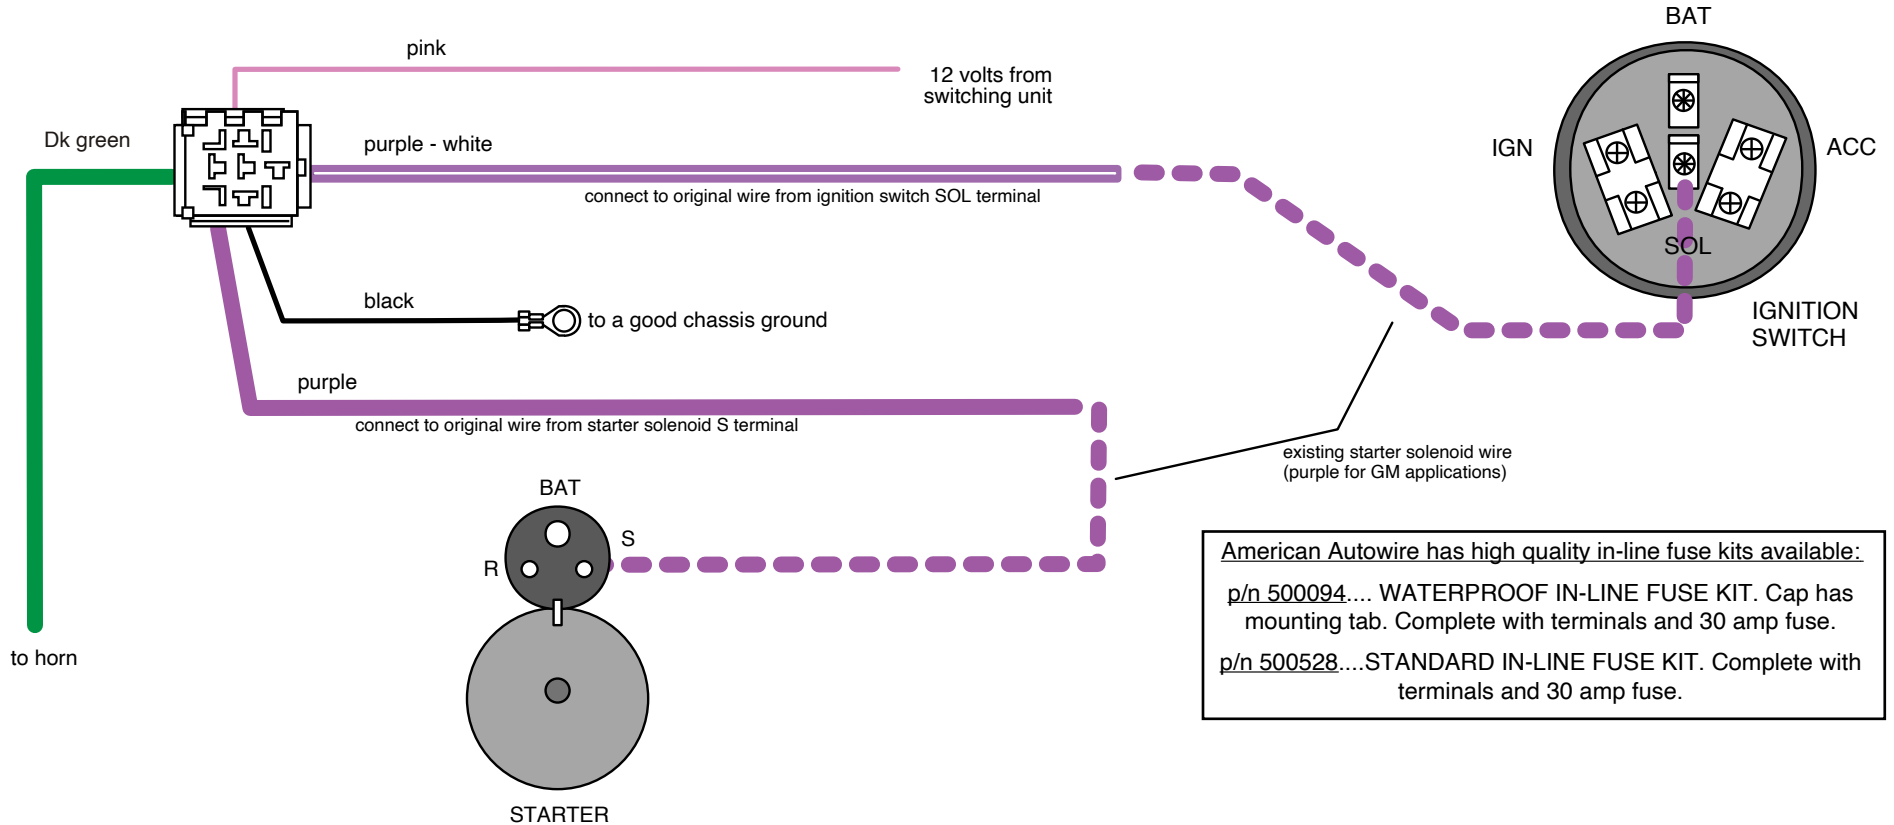 BAT
pink
12 volts from
switching unit
Dk green
purple - white
IGN
ACC
connect to original wire from ignition switch SOL terminal
SOL
black
to a good chassis ground
IGNITION
SWITCH
purple
connect to original wire from starter solenoid S terminal
existing starter solenoid wire
(purple for GM applications)
BAT
S
R
American Autowire has high quality in-line fuse kits available:
p/n 500094.... WATERPROOF IN-LINE FUSE KIT. Cap has
mounting tab. Complete with terminals and 30 amp fuse.
p/n 500528....STANDARD IN-LINE FUSE KIT. Complete with
terminals and 30 amp fuse.
to horn
STARTER